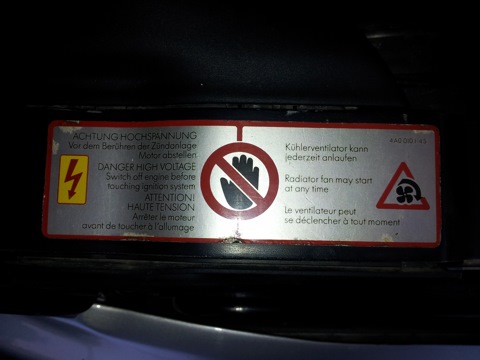 ACHTUNG HOCHSPANNUNG
Vor dem Berühren der Zündanlage
Motor abstellen
DANGER HIGH VOLTAGE
Switch off engine before
touching ignition system
ATTENTION!
HAUTE TENSION
Arrêter le moteur
avant de toucher à l'allumage
Kühlerventilator kann
jederzeit anlaufen
Radiator fan may start
at any time
Le ventilateur peut
se déclencher à tout moment